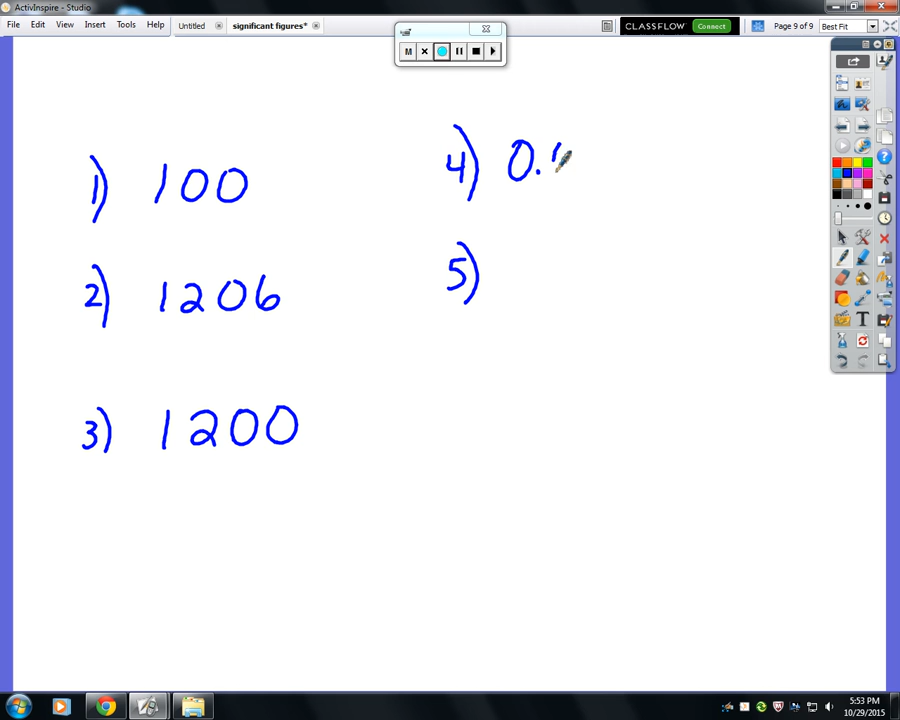 ActivInspire - Studio
File Edit View Insert Tools Help
Untitled
significant figures*
M
CLASSFLOW Connect
Page 9 of 9
Best Fit
1) 100
2) 1206
3) 1200
4) 0.
5)
T
5:53 PM
10/29/2015